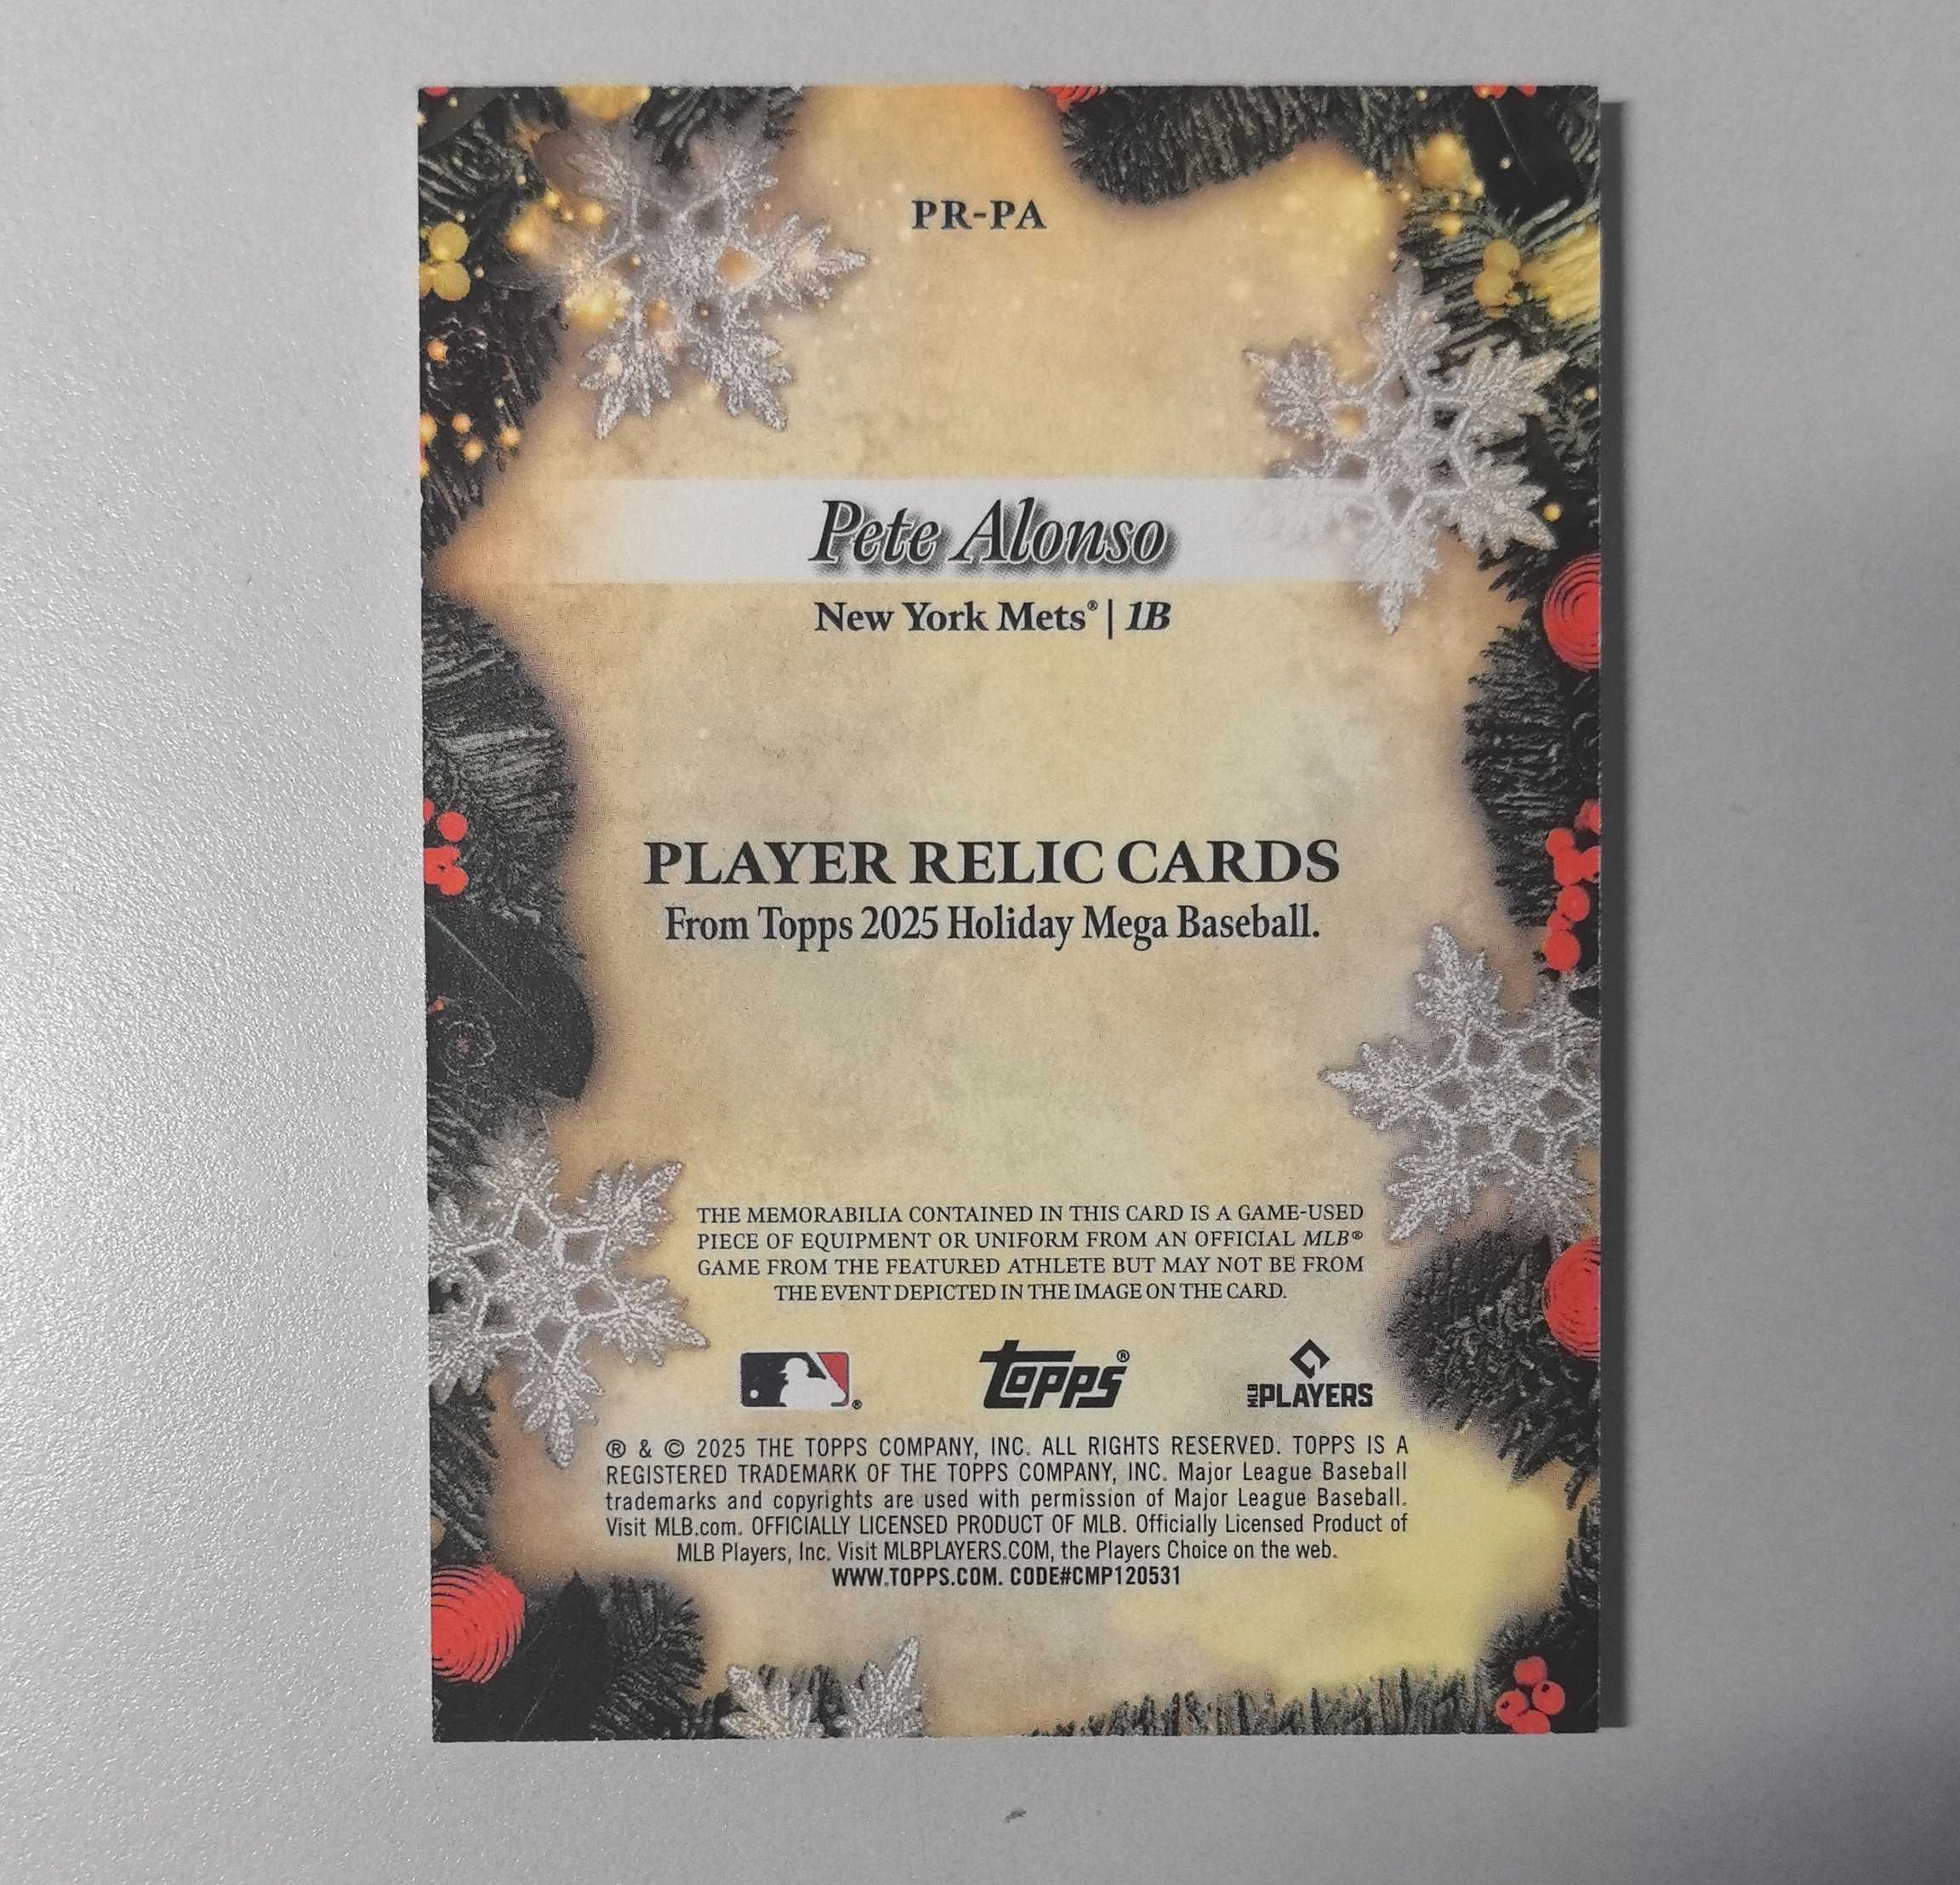 PR-PA
Pete Alonso
New York Mets® | 1B
PLAYER RELIC CARDS
From Topps 2025 Holiday Mega Baseball.
THE MEMORABILIA CONTAINED IN THIS CARD IS A GAME-USED
PIECE OF EQUIPMENT OR UNIFORM FROM AN OFFICIAL MLB®
GAME FROM THE FEATURED ATHLETE BUT MAY NOT BE FROM
THE EVENT DEPICTED IN THE IMAGE ON THE CARD.
® Topps® MLB PLAYERS
® & © 2025 THE TOPPS COMPANY, INC. ALL RIGHTS RESERVED. TOPPS IS A
REGISTERED TRADEMARK OF THE TOPPS COMPANY, INC. Major League Baseball
trademarks and copyrights are used with permission of Major League Baseball.
Visit MLB.com. OFFICIALLY LICENSED PRODUCT OF MLB. Officially Licensed Product of
MLB Players, Inc. Visit MLBPLAYERS.COM, the Players Choice on the web.
WWW.TOPPS.COM. CODE#CMP120531